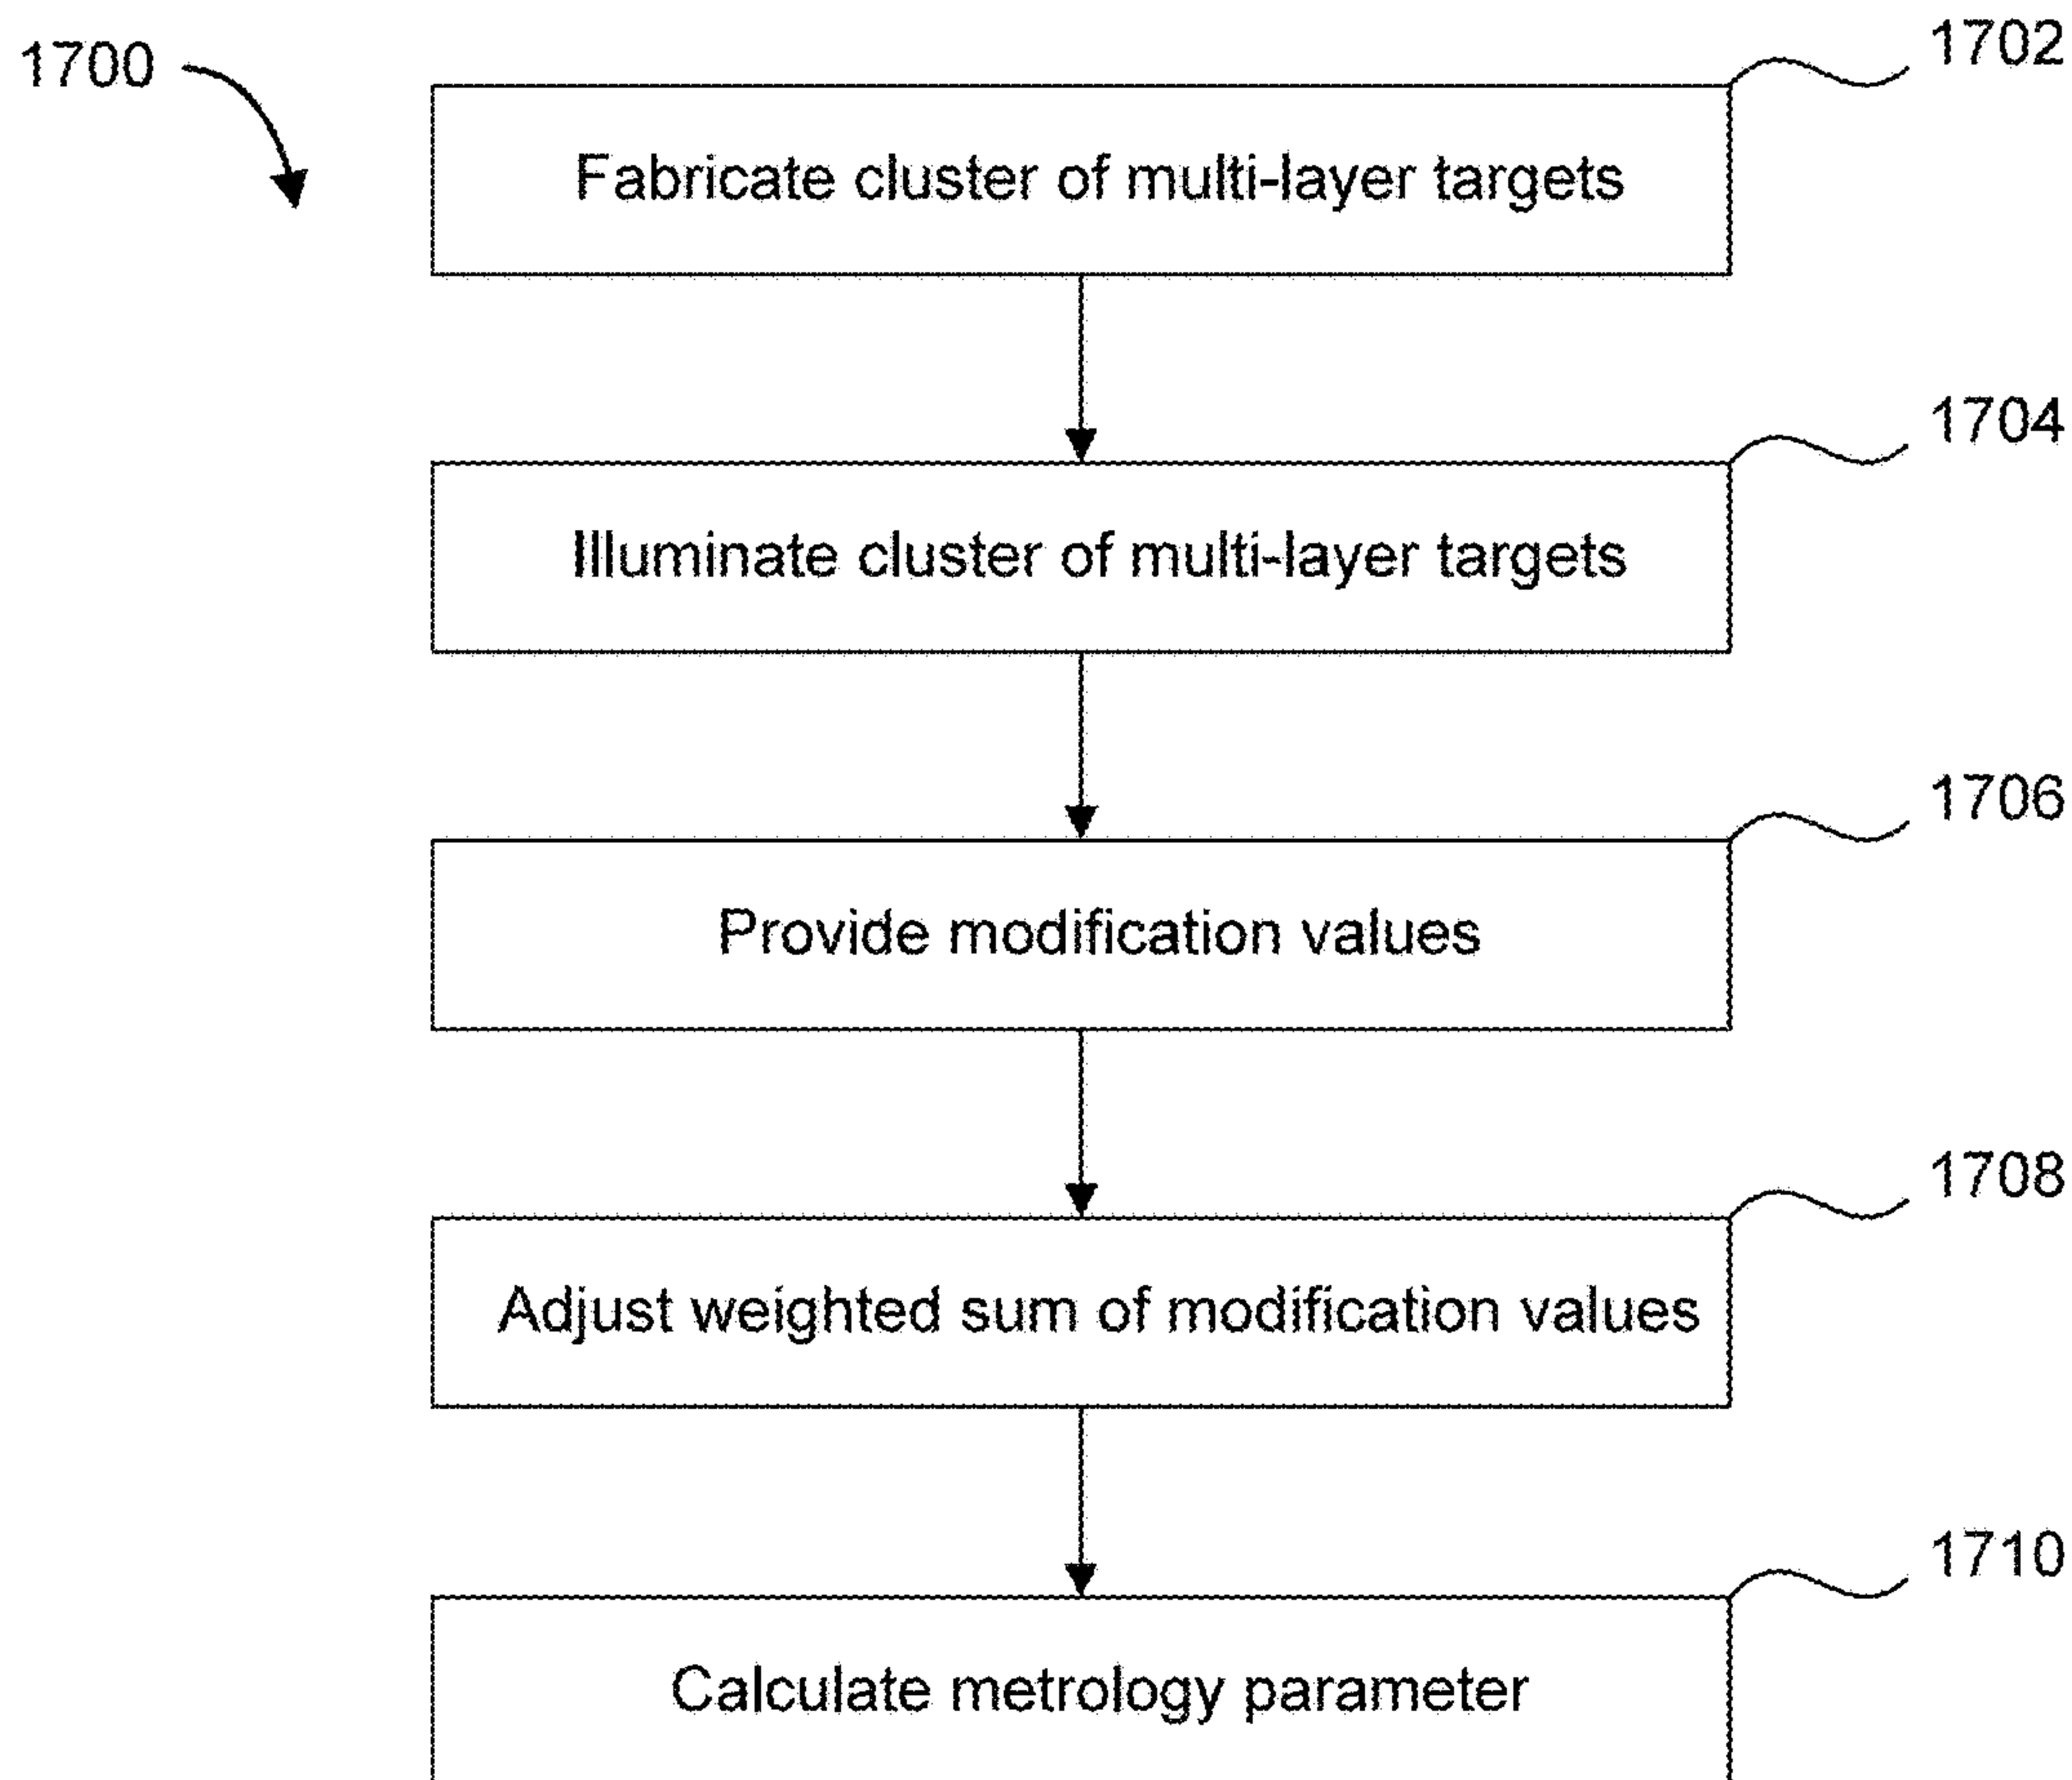 1700
1702
Fabricate cluster of multi-layer targets
1704
Illuminate cluster of multi-layer targets
1706
Provide modification values
1708
Adjust weighted sum of modification values
1710
Calculate metrology parameter